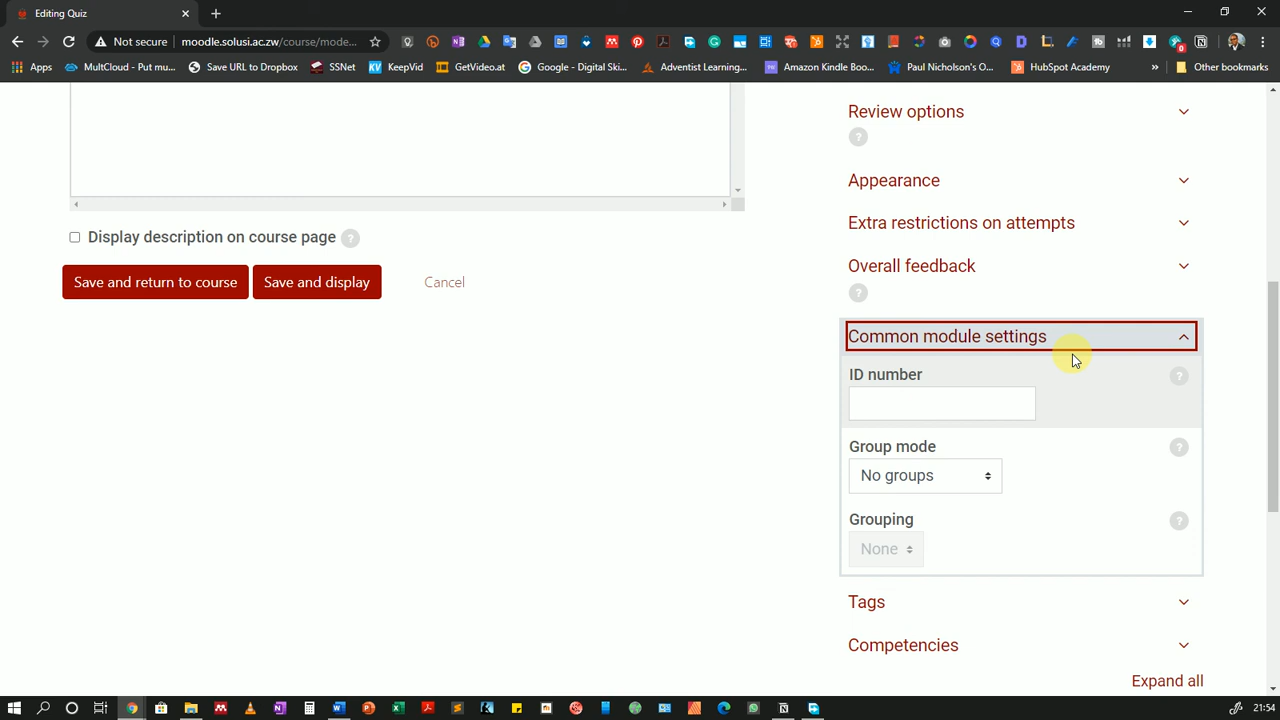 Editing Quiz
Not secure
moodle.solusi.ac.zw/course/mode...
Apps
MultCloud - Put mu...
Save URL to Dropbox
SSNet
KeepVid
GetVideo.at
Google - Digital Ski...
Adventist Learning...
Amazon Kindle Boo...
Paul Nicholson's O...
HubSpot Academy
»
Other bookmarks
Review options
?
Appearance
Extra restrictions on attempts
Display description on course page ?
Overall feedback
?
Save and return to course
Save and display
Cancel
Common module settings
ID number ?
Group mode ?
No groups
Grouping ?
None
Tags
Competencies
Expand all
21:54